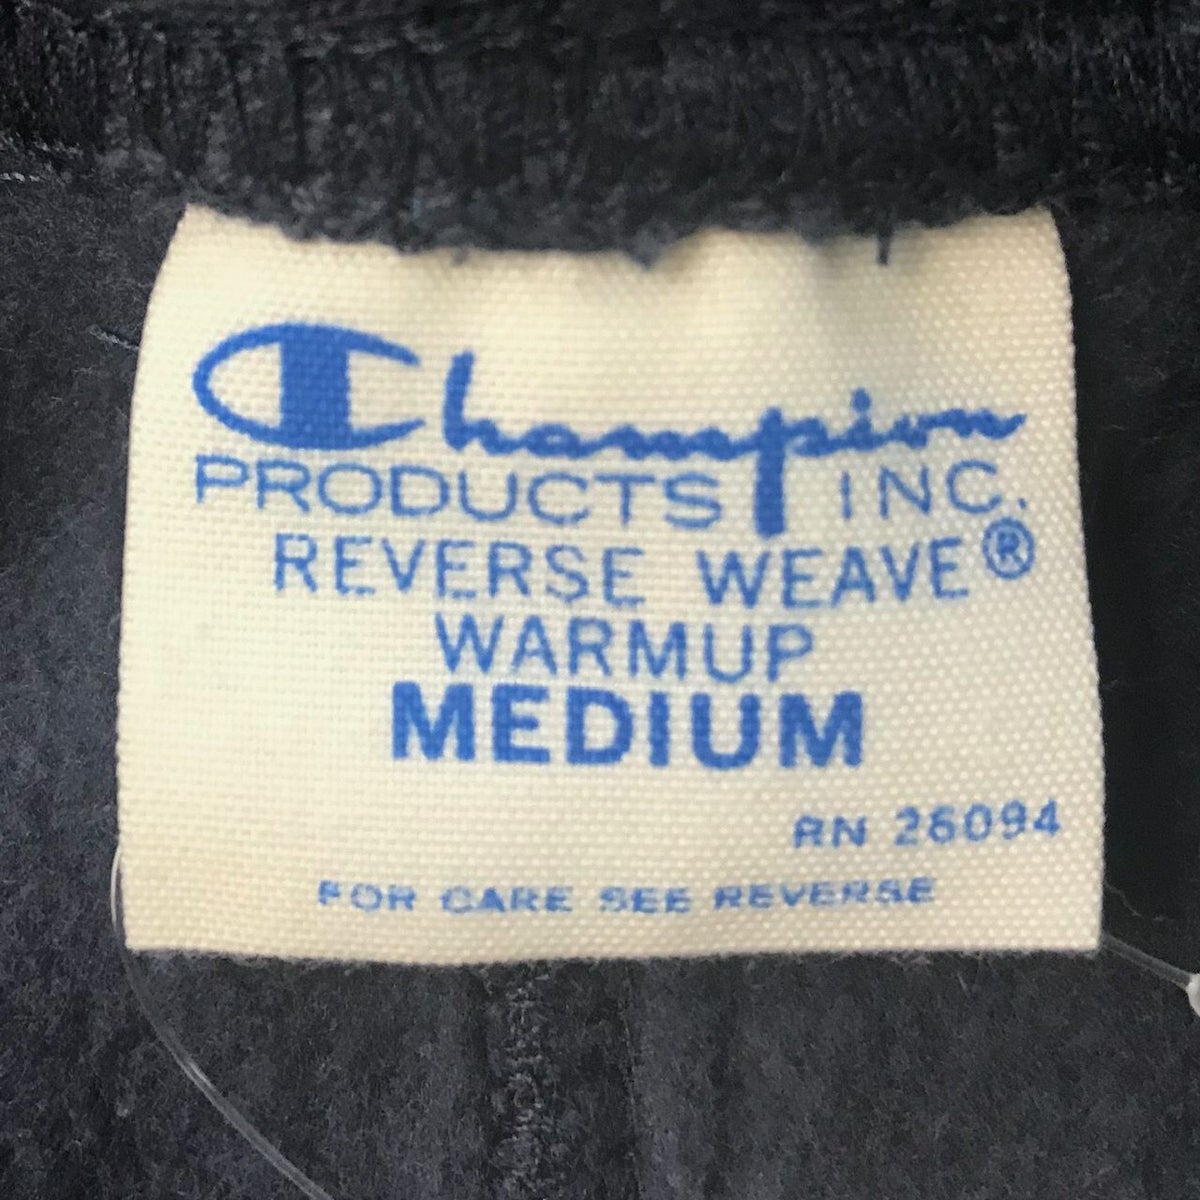 Champion
PRODUCTS INC.
REVERSE WEAVE®
WARMUP
MEDIUM
RN 26094
FOR CARE SEE REVERSE